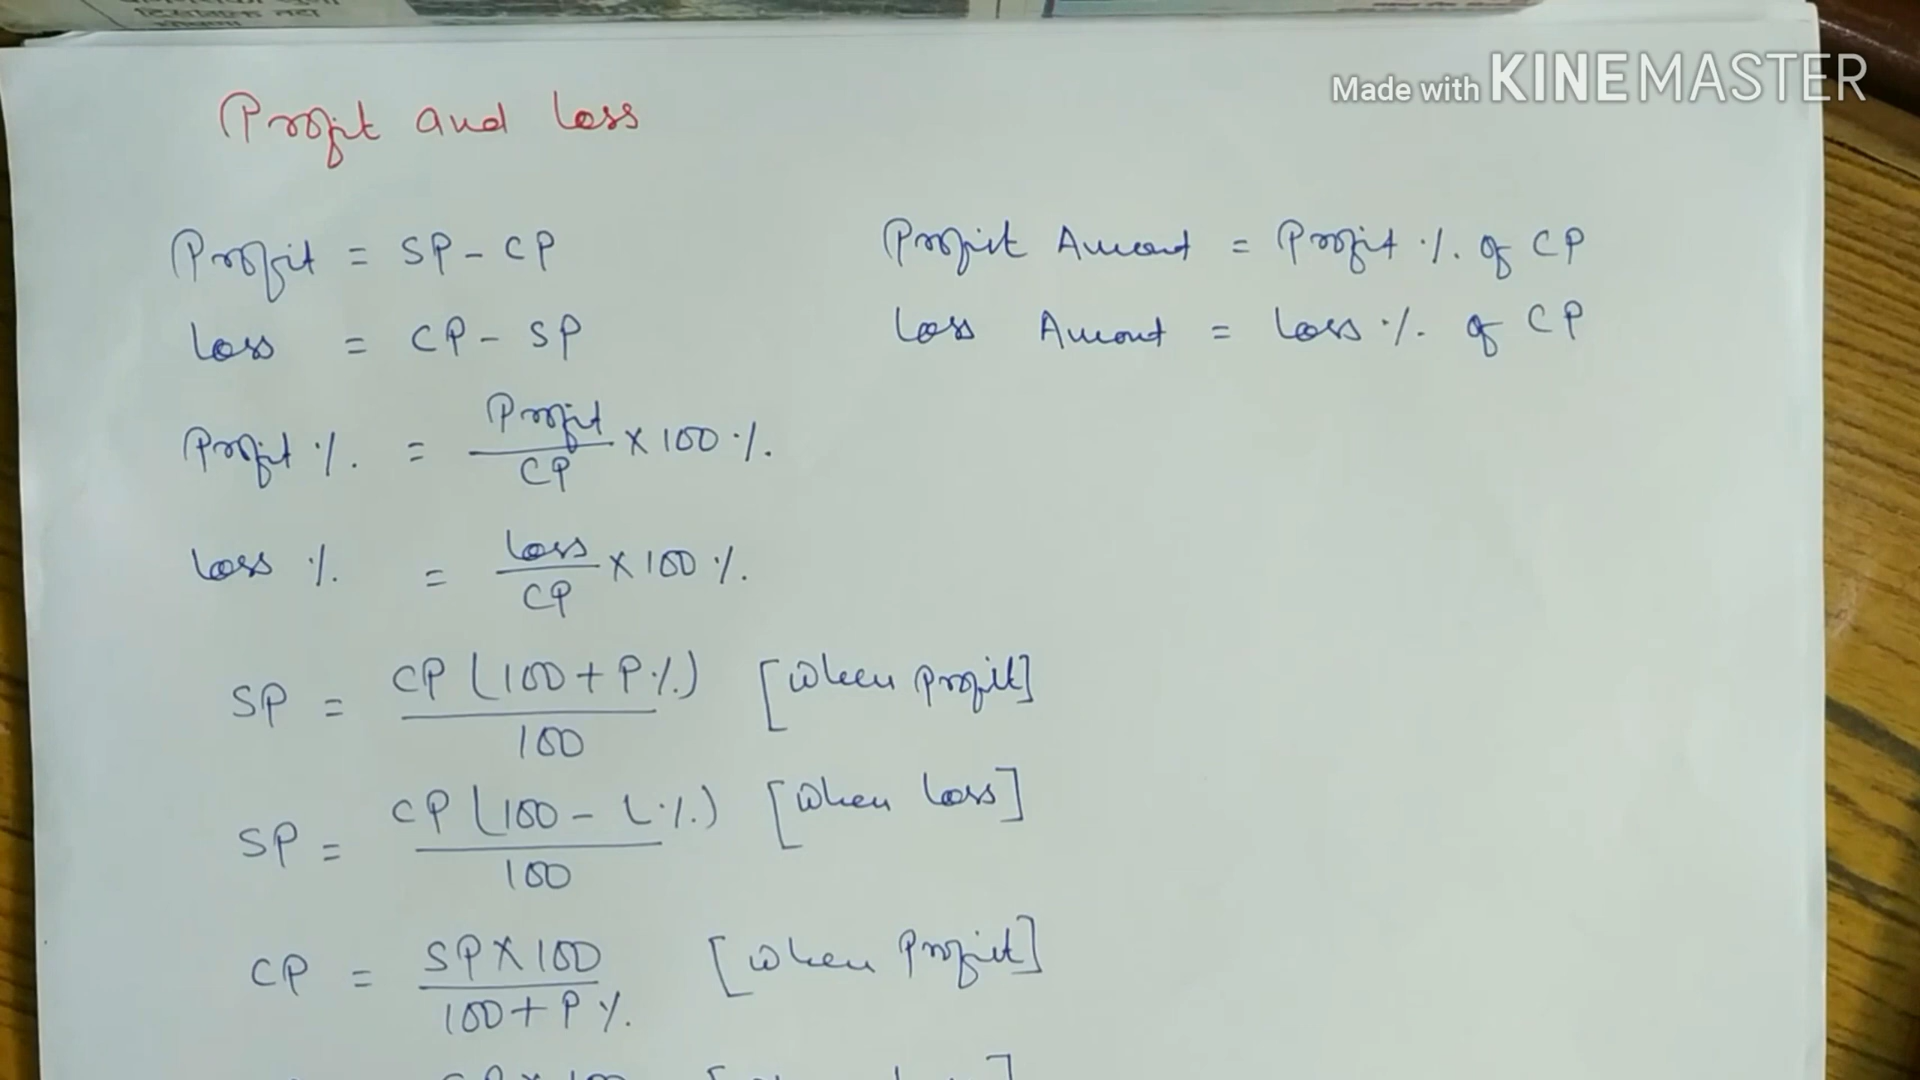 Made with KINEMASTER
Profit and Loss
Profit = SP - CP
Loss = CP - SP
Profit % = Profit / CP × 100 %
Loss % = Loss / CP × 100 %
SP = CP (100 + P%) / 100 [When profit]
SP = CP (100 - L%) / 100 [When loss]
CP = SP × 100 / 100 + P% [When Profit]
Profit Amount = Profit % of CP
Loss Amount = Loss % of CP